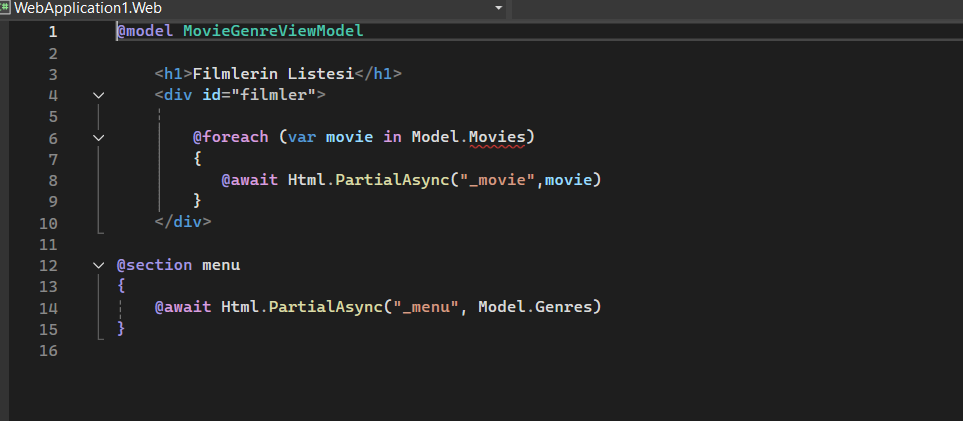 WebApplication1.Web
1 @model MovieGenreViewModel
2
3 <h1>Filmlerin Listesi</h1>
4 <div id="filmler">
5
6 @foreach (var movie in Model.Movies)
7 {
8 @await Html.PartialAsync("_movie",movie)
9 }
10 </div>
11
12 @section menu
13 {
14 @await Html.PartialAsync("_menu", Model.Genres)
15 }
16